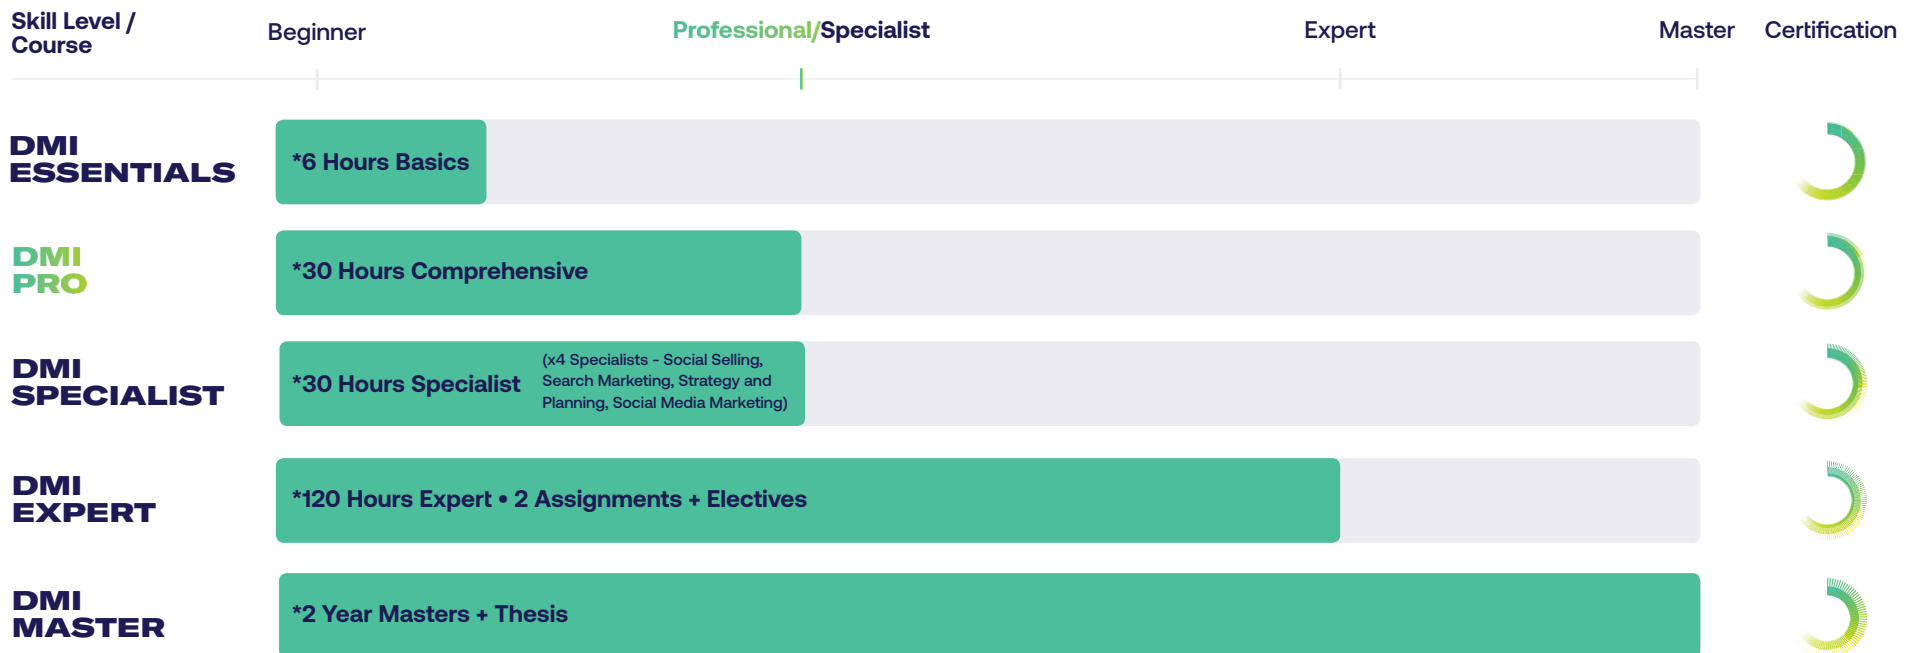 Skill Level /
Course
Beginner
Professional/Specialist
Expert
Master
Certification
DMI
ESSENTIALS
*6 Hours Basics
DMI
PRO
*30 Hours Comprehensive
DMI
SPECIALIST
*30 Hours Specialist
(x4 Specialists - Social Selling,
Search Marketing, Strategy and
Planning, Social Media Marketing)
DMI
EXPERT
*120 Hours Expert • 2 Assignments + Electives
DMI
MASTER
*2 Year Masters + Thesis